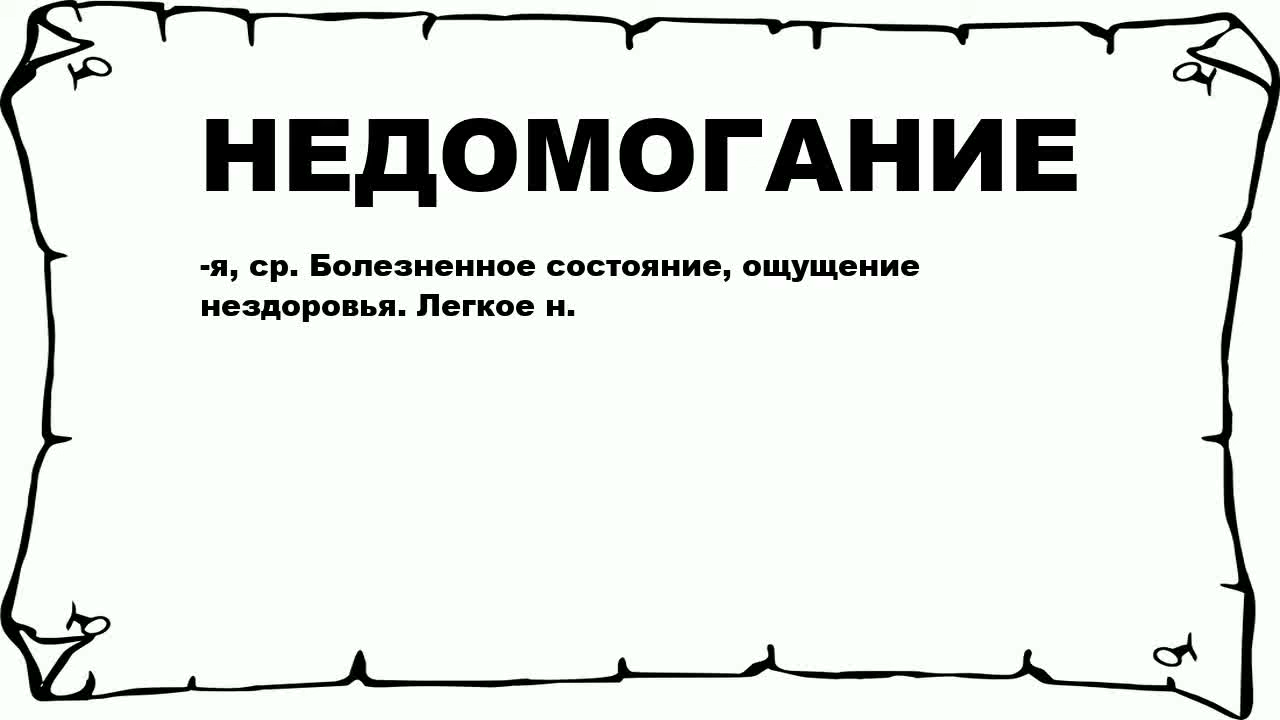 НЕДОМОГАНИЕ
-я, ср. Болезненное состояние, ощущение
нездоровья. Легкое н.